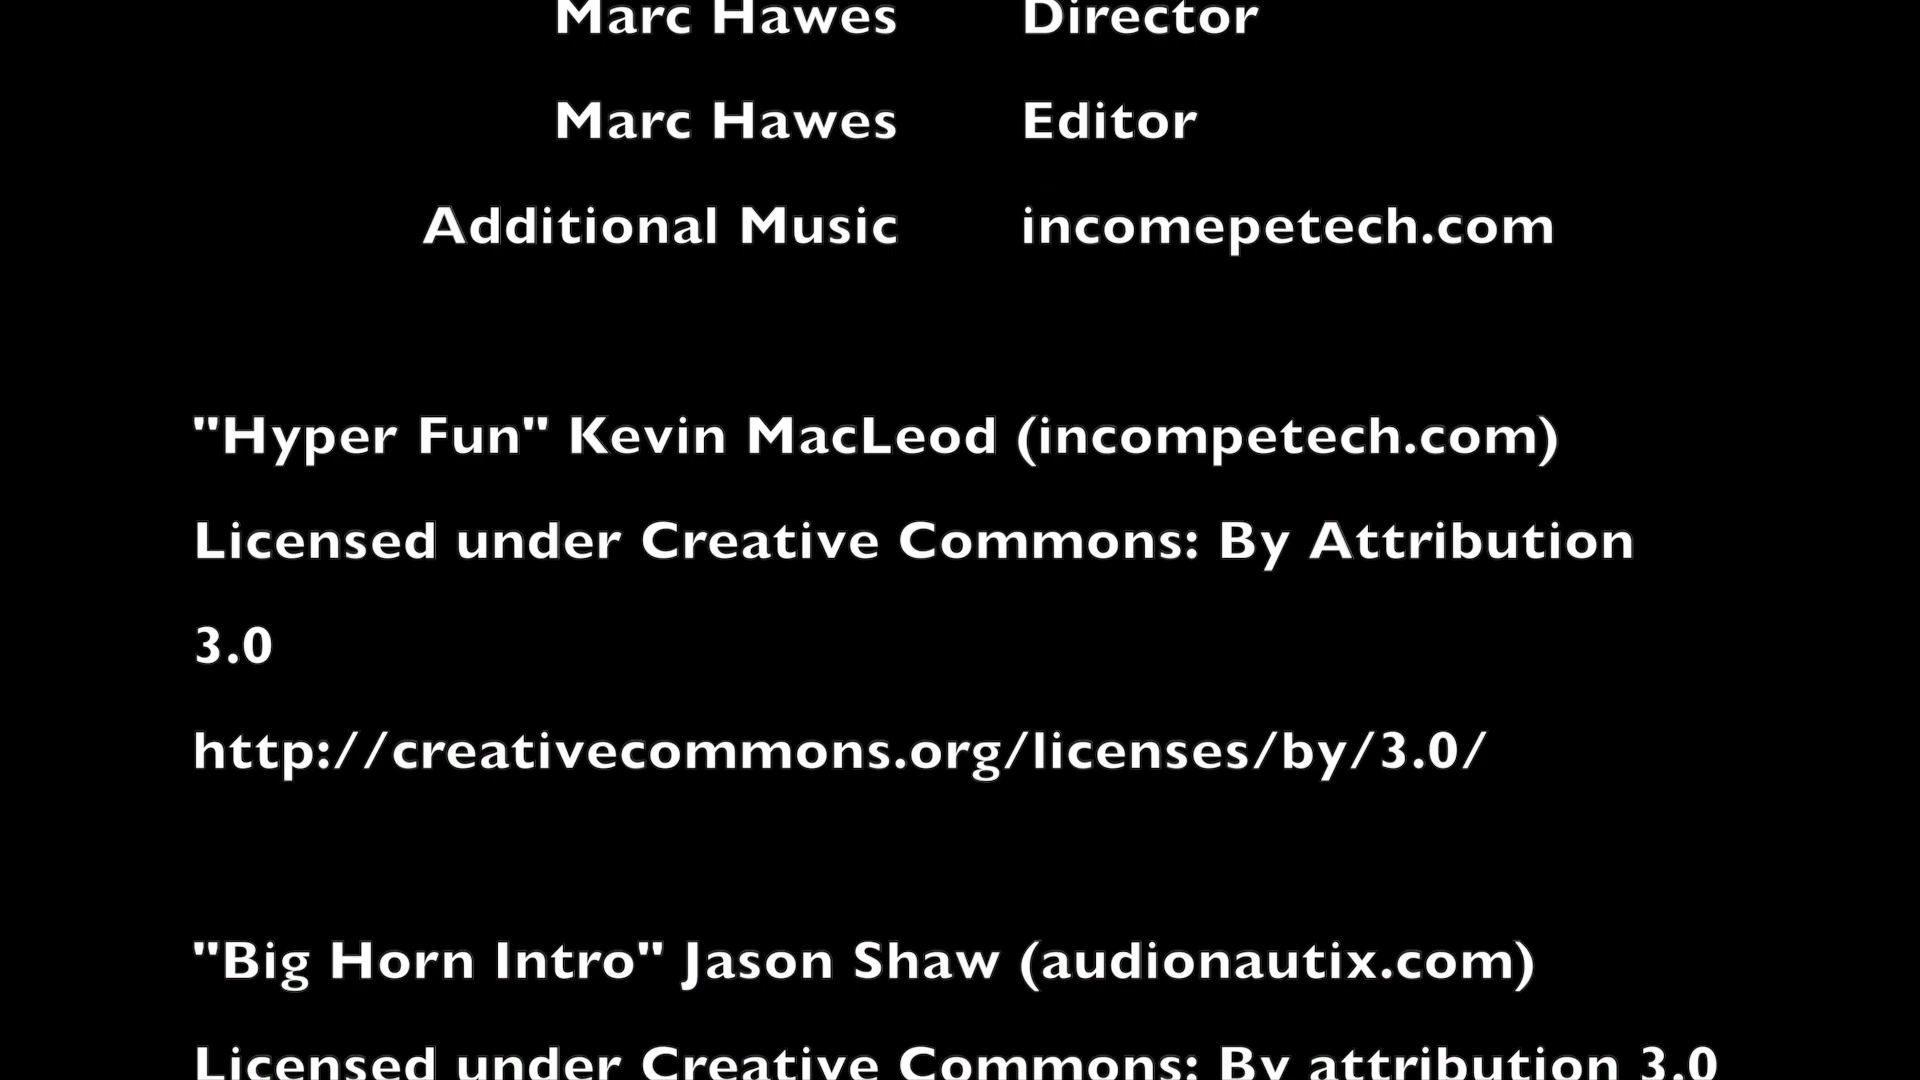 Marc Hawes Director
Marc Hawes Editor
Additional Music incomepetech.com
"Hyper Fun" Kevin MacLeod (incompetech.com)
Licensed under Creative Commons: By Attribution
3.0
http://creativecommons.org/licenses/by/3.0/
"Big Horn Intro" Jason Shaw (audionautix.com)
Licensed under Creative Commons: By attribution 3.0